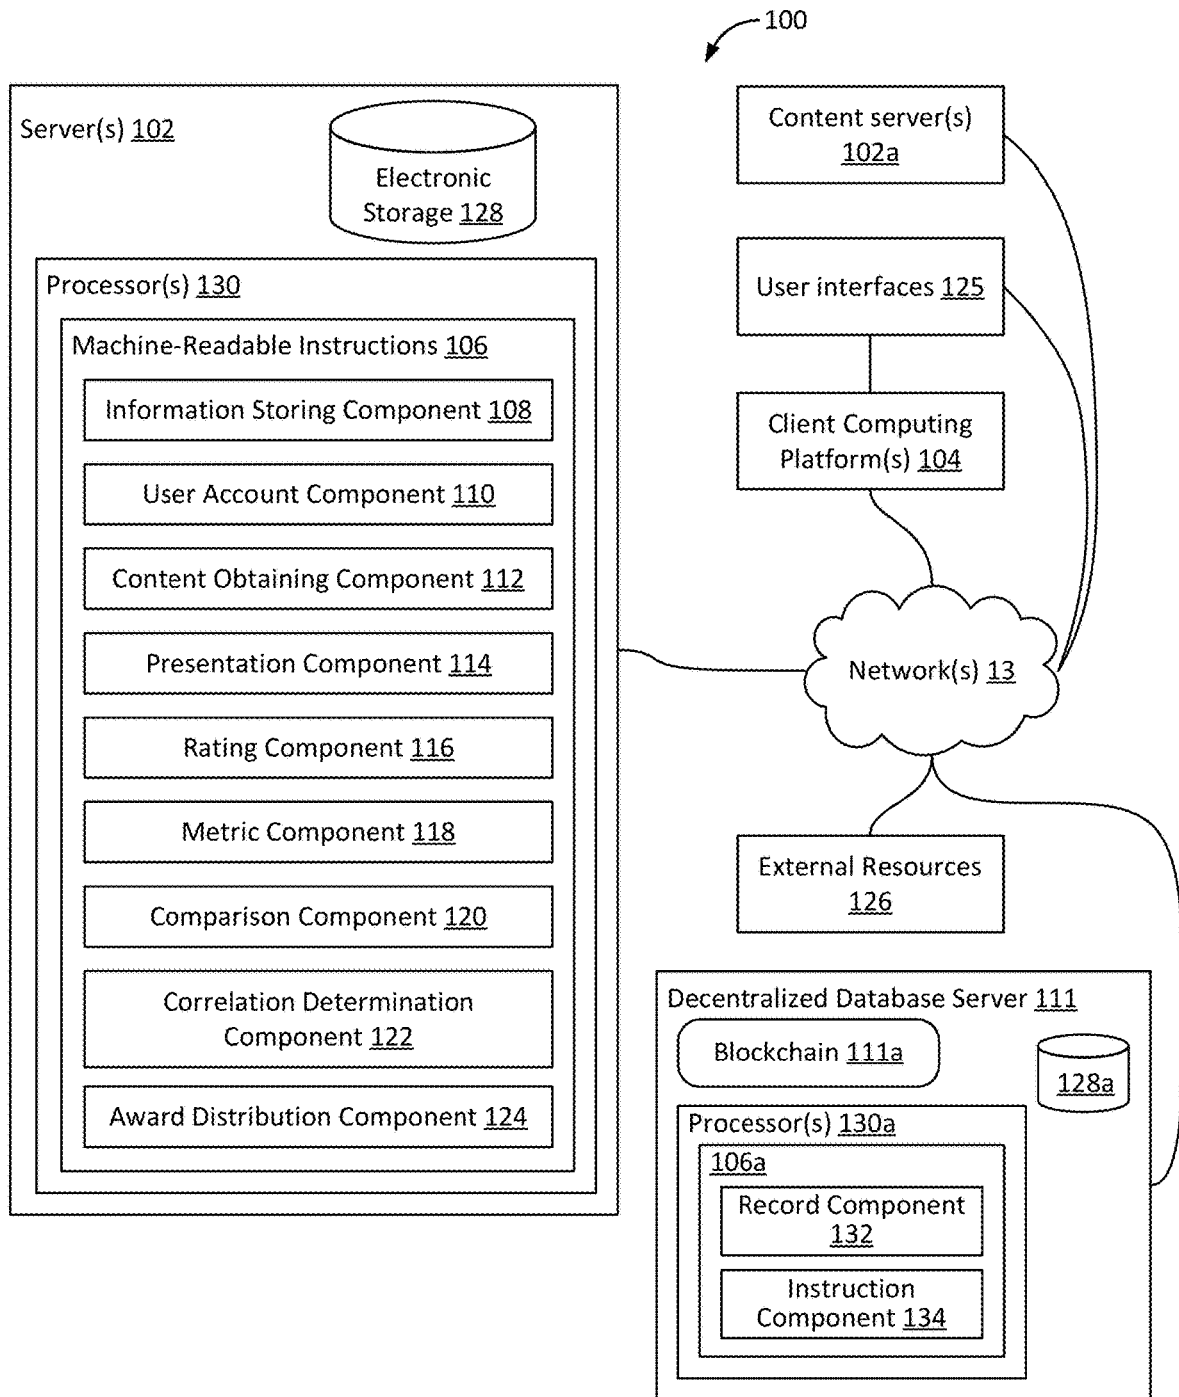 100
Server(s) 102
Electronic
Storage 128
Processor(s) 130
Machine-Readable Instructions 106
Information Storing Component 108
User Account Component 110
Content Obtaining Component 112
Presentation Component 114
Rating Component 116
Metric Component 118
Comparison Component 120
Correlation Determination
Component 122
Award Distribution Component 124
Content server(s)
102a
User interfaces 125
Client Computing
Platform(s) 104
Network(s) 13
External Resources
126
Decentralized Database Server 111
Blockchain 111a
128a
Processor(s) 130a
106a
Record Component
132
Instruction
Component 134